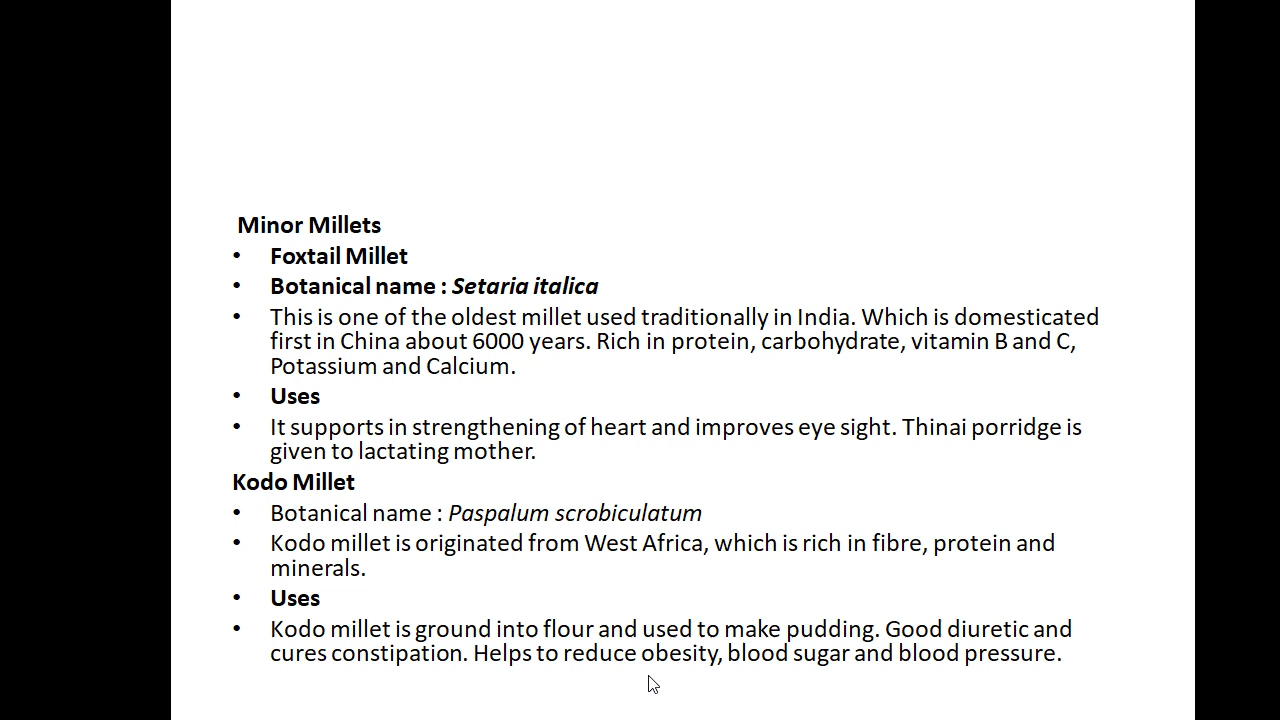 Minor Millets
• Foxtail Millet
• Botanical name : Setaria italica
• This is one of the oldest millet used traditionally in India. Which is domesticated
first in China about 6000 years. Rich in protein, carbohydrate, vitamin B and C,
Potassium and Calcium.
• Uses
• It supports in strengthening of heart and improves eye sight. Thinai porridge is
given to lactating mother.
Kodo Millet
• Botanical name : Paspalum scrobiculatum
• Kodo millet is originated from West Africa, which is rich in fibre, protein and
minerals.
• Uses
• Kodo millet is ground into flour and used to make pudding. Good diuretic and
cures constipation. Helps to reduce obesity, blood sugar and blood pressure.